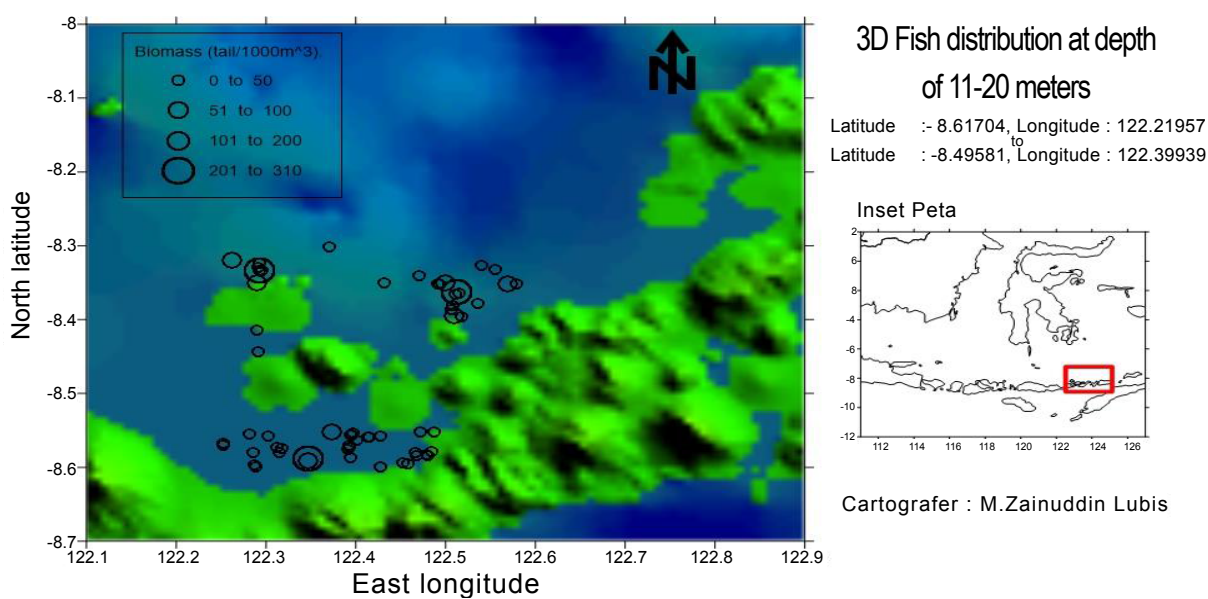 -8
-8.1
-8.2
-8.3
-8.4
-8.5
-8.6
-8.7
North latitude
Biomass (tail/1000m^3).
0 to 50
51 to 100
101 to 200
201 to 310
N
122.1 122.2 122.3 122.4 122.5 122.6 122.7 122.8 122.9
East longitude
3D Fish distribution at depth
of 11-20 meters
Latitude :- 8.61704, Longitude : 122.21957
to
Latitude : -8.49581, Longitude : 122.39939
Inset Peta
2
6
6
-4
-6
-8
-10
-12
112 114 116 118 120 122 124 126
Cartografer : M.Zainuddin Lubis